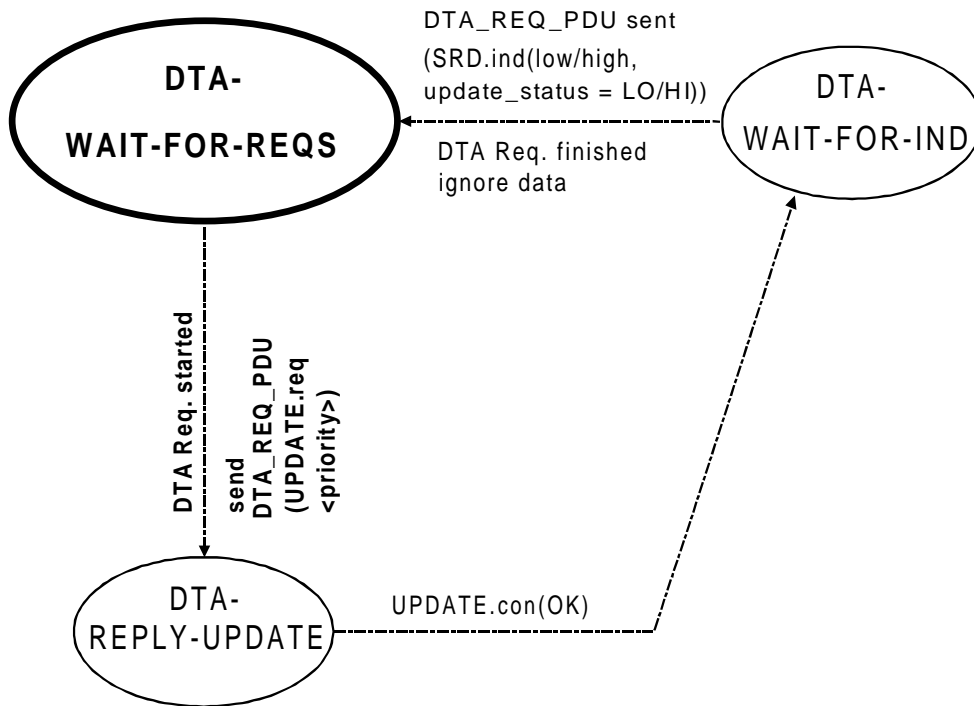 DTA-
WAIT-FOR-REQS
DTA_REQ_PDU sent
(SRD.ind(low/high,
update_status = LO/HI))
DTA Req. finished
ignore data
DTA-
WAIT-FOR-IND
DTA Req. started
send
DTA_REQ_PDU
(UPDATE.req
<priority>)
DTA-
REPLY-UPDATE
UPDATE.con(OK)